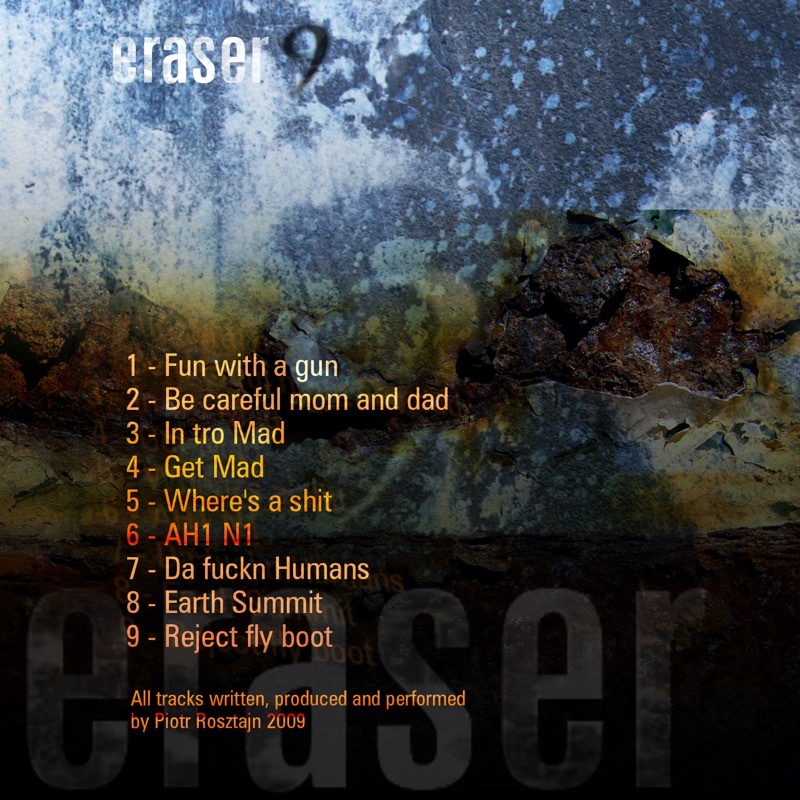 eraser 9
1 - Fun with a gun
2 - Be careful mom and dad
3 - In tro Mad
4 - Get Mad
5 - Where's a shit
6 - AH1 N1
7 - Da fuckn Humans
8 - Earth Summit
9 - Reject fly boot
All tracks written, produced and performed
by Piotr Rosztajn 2009
eraser